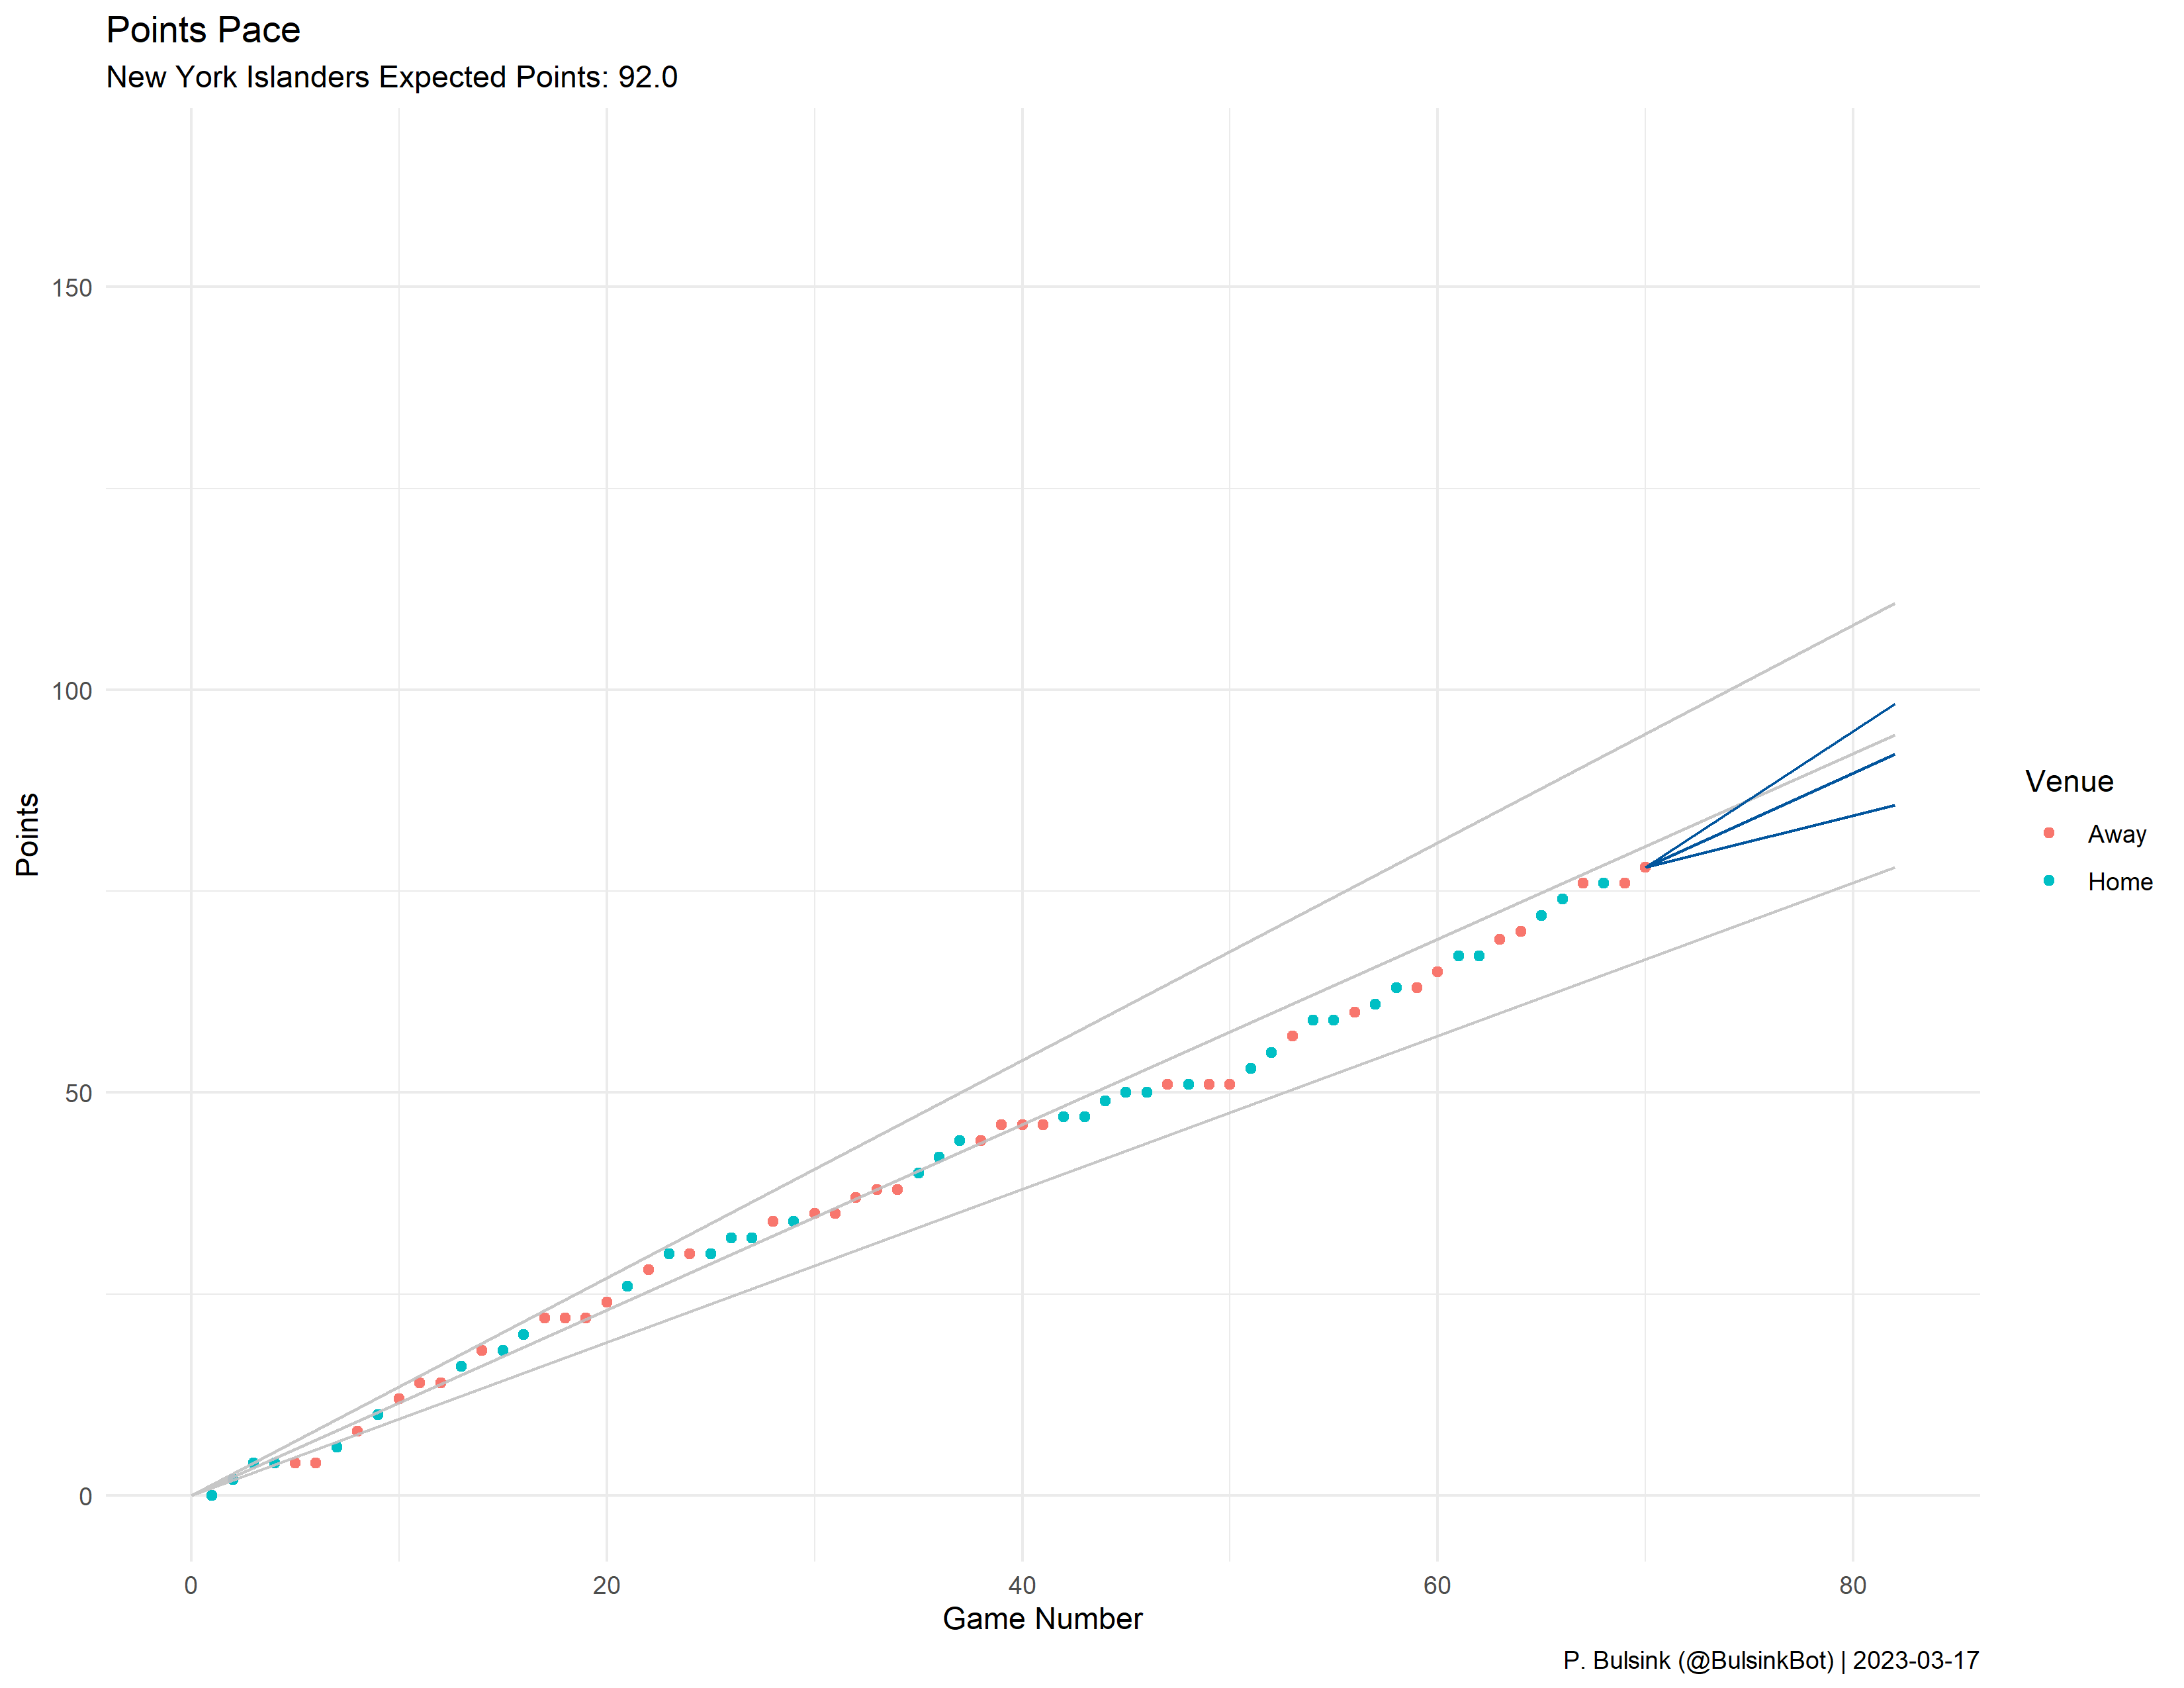 Points Pace
New York Islanders Expected Points: 92.0
150
100
50
0
Points
0 20 40 60 80
Game Number
Venue
Away
Home
P. Bulsink (@BulsinkBot) | 2023-03-17